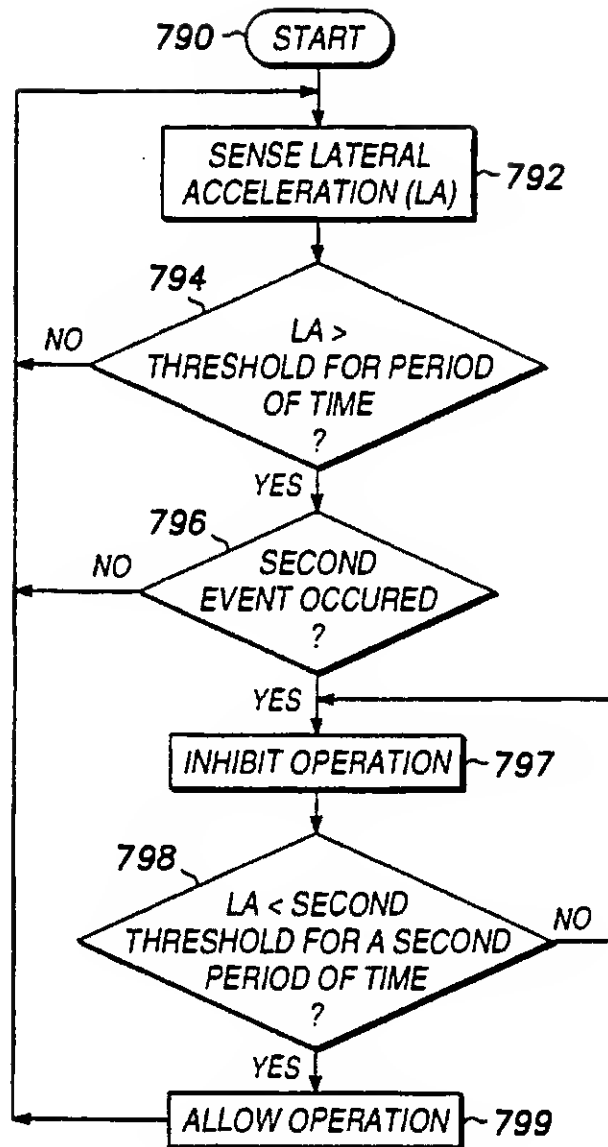 790
START
SENSE LATERAL
ACCELERATION (LA)
792
794
LA >
THRESHOLD FOR PERIOD
OF TIME
?
NO
YES
796
SECOND
EVENT OCCURED
?
NO
YES
INHIBIT OPERATION
797
798
LA < SECOND
THRESHOLD FOR A SECOND
PERIOD OF TIME
?
NO
YES
ALLOW OPERATION
799